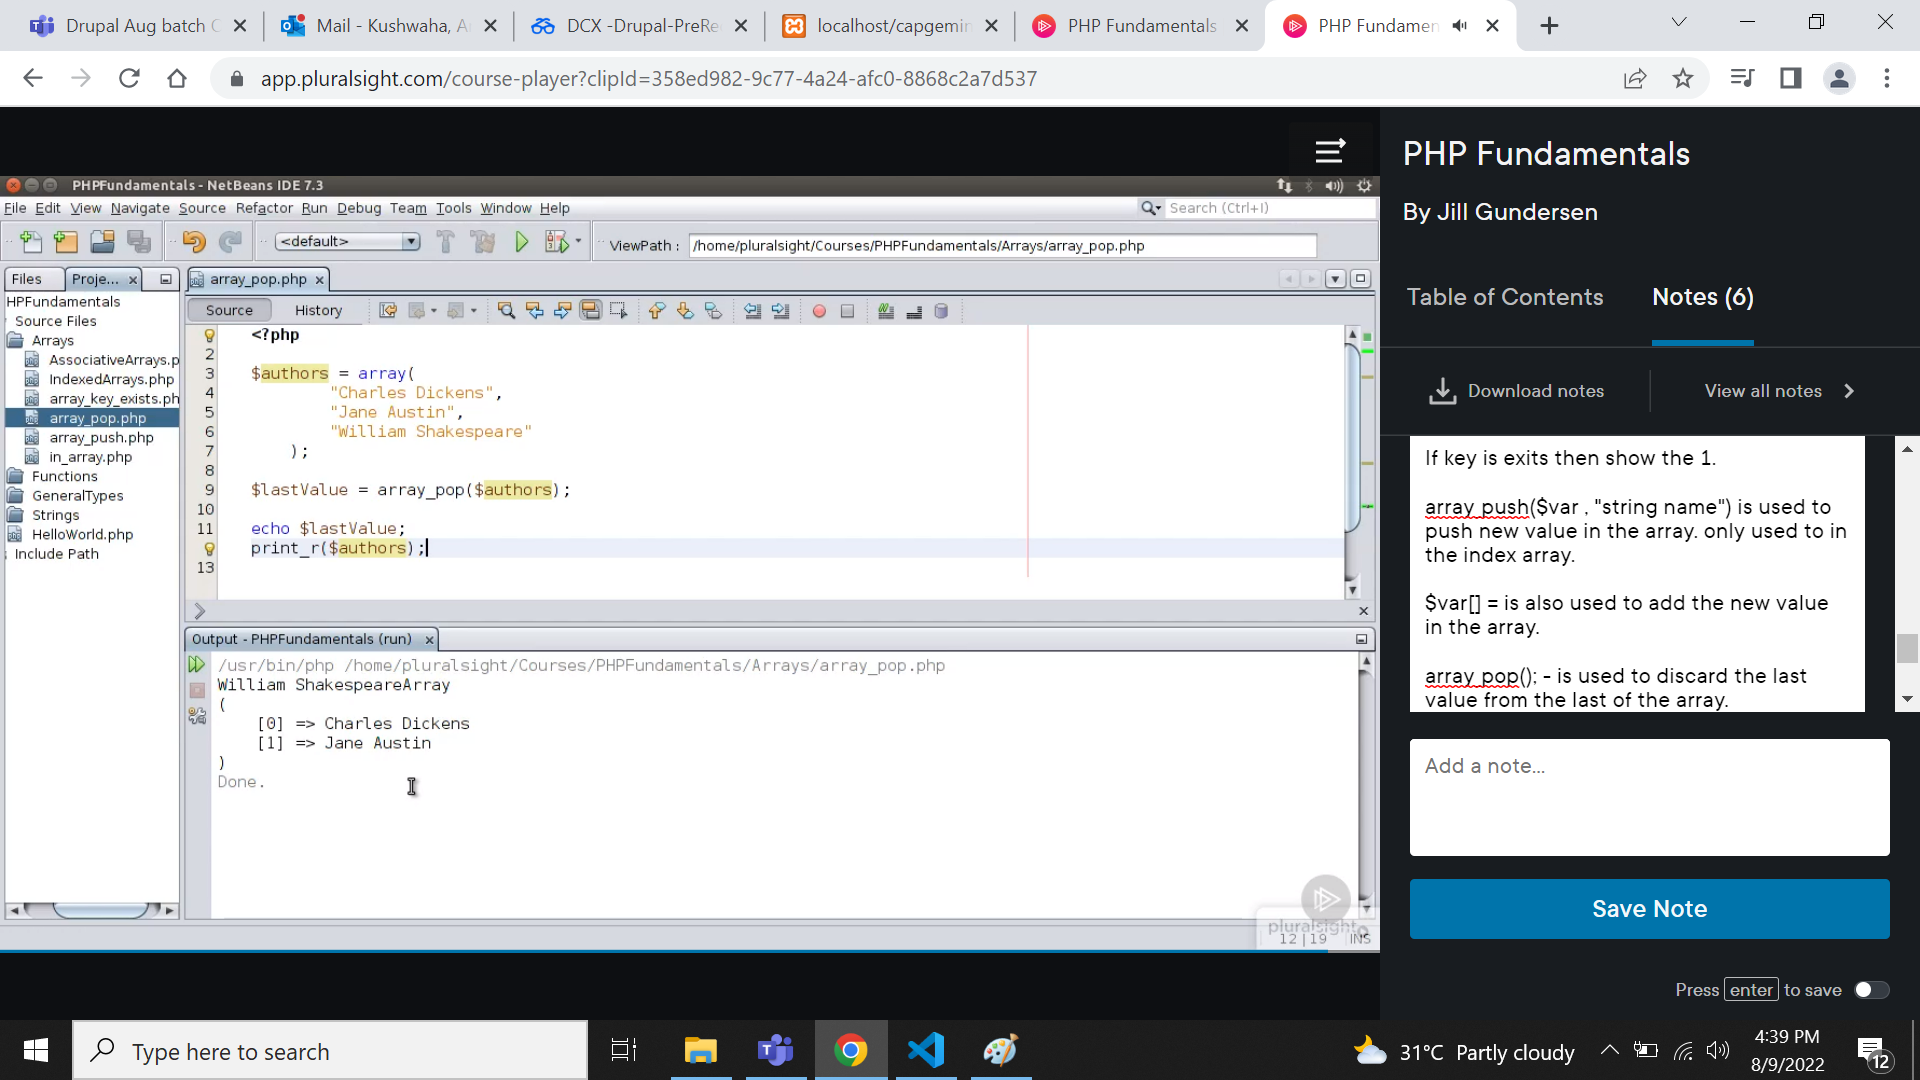 Drupal Aug batch C
Mail - Kushwaha, A
DCX -Drupal-PreRe
localhost/capgemin
PHP Fundamentals
PHP Fundamen
app.pluralsight.com/course-player?clipId=358ed982-9c77-4a24-afc0-8868c2a7d537
PHPFundamentals - NetBeans IDE 7.3
File Edit View Navigate Source Refactor Run Debug Team Tools Window Help
Search (Ctrl+I)
<default>
ViewPath : /home/pluralsight/Courses/PHPFundamentals/Arrays/array_pop.php
Files
Proje...
HPFundamentals
Source Files
Arrays
AssociativeArrays.p
IndexedArrays.php
array_key_exists.ph
array_pop.php
array_push.php
in_array.php
Functions
GeneralTypes
Strings
HelloWorld.php
Include Path
array_pop.php
Source History
<?php
2
3 $authors = array(
4 "Charles Dickens",
5 "Jane Austin",
6 "William Shakespeare"
7 );
8
9 $lastValue = array_pop($authors);
10
11 echo $lastValue;
print_r($authors);
13
Output - PHPFundamentals (run)
/usr/bin/php /home/pluralsight/Courses/PHPFundamentals/Arrays/array_pop.php
William ShakespeareArray
(
[0] => Charles Dickens
[1] => Jane Austin
)
Done.
pluralsight
12|19 INS
PHP Fundamentals
By Jill Gundersen
Table of Contents
Notes (6)
Download notes
View all notes
If key is exits then show the 1.
array_push($var , "string name") is used to
push new value in the array. only used to in
the index array.
$var[] = is also used to add the new value
in the array.
array_pop(); - is used to discard the last
value from the last of the array.
Add a note...
Save Note
Press enter to save
Type here to search
31°C Partly cloudy
4:39 PM
8/9/2022
12